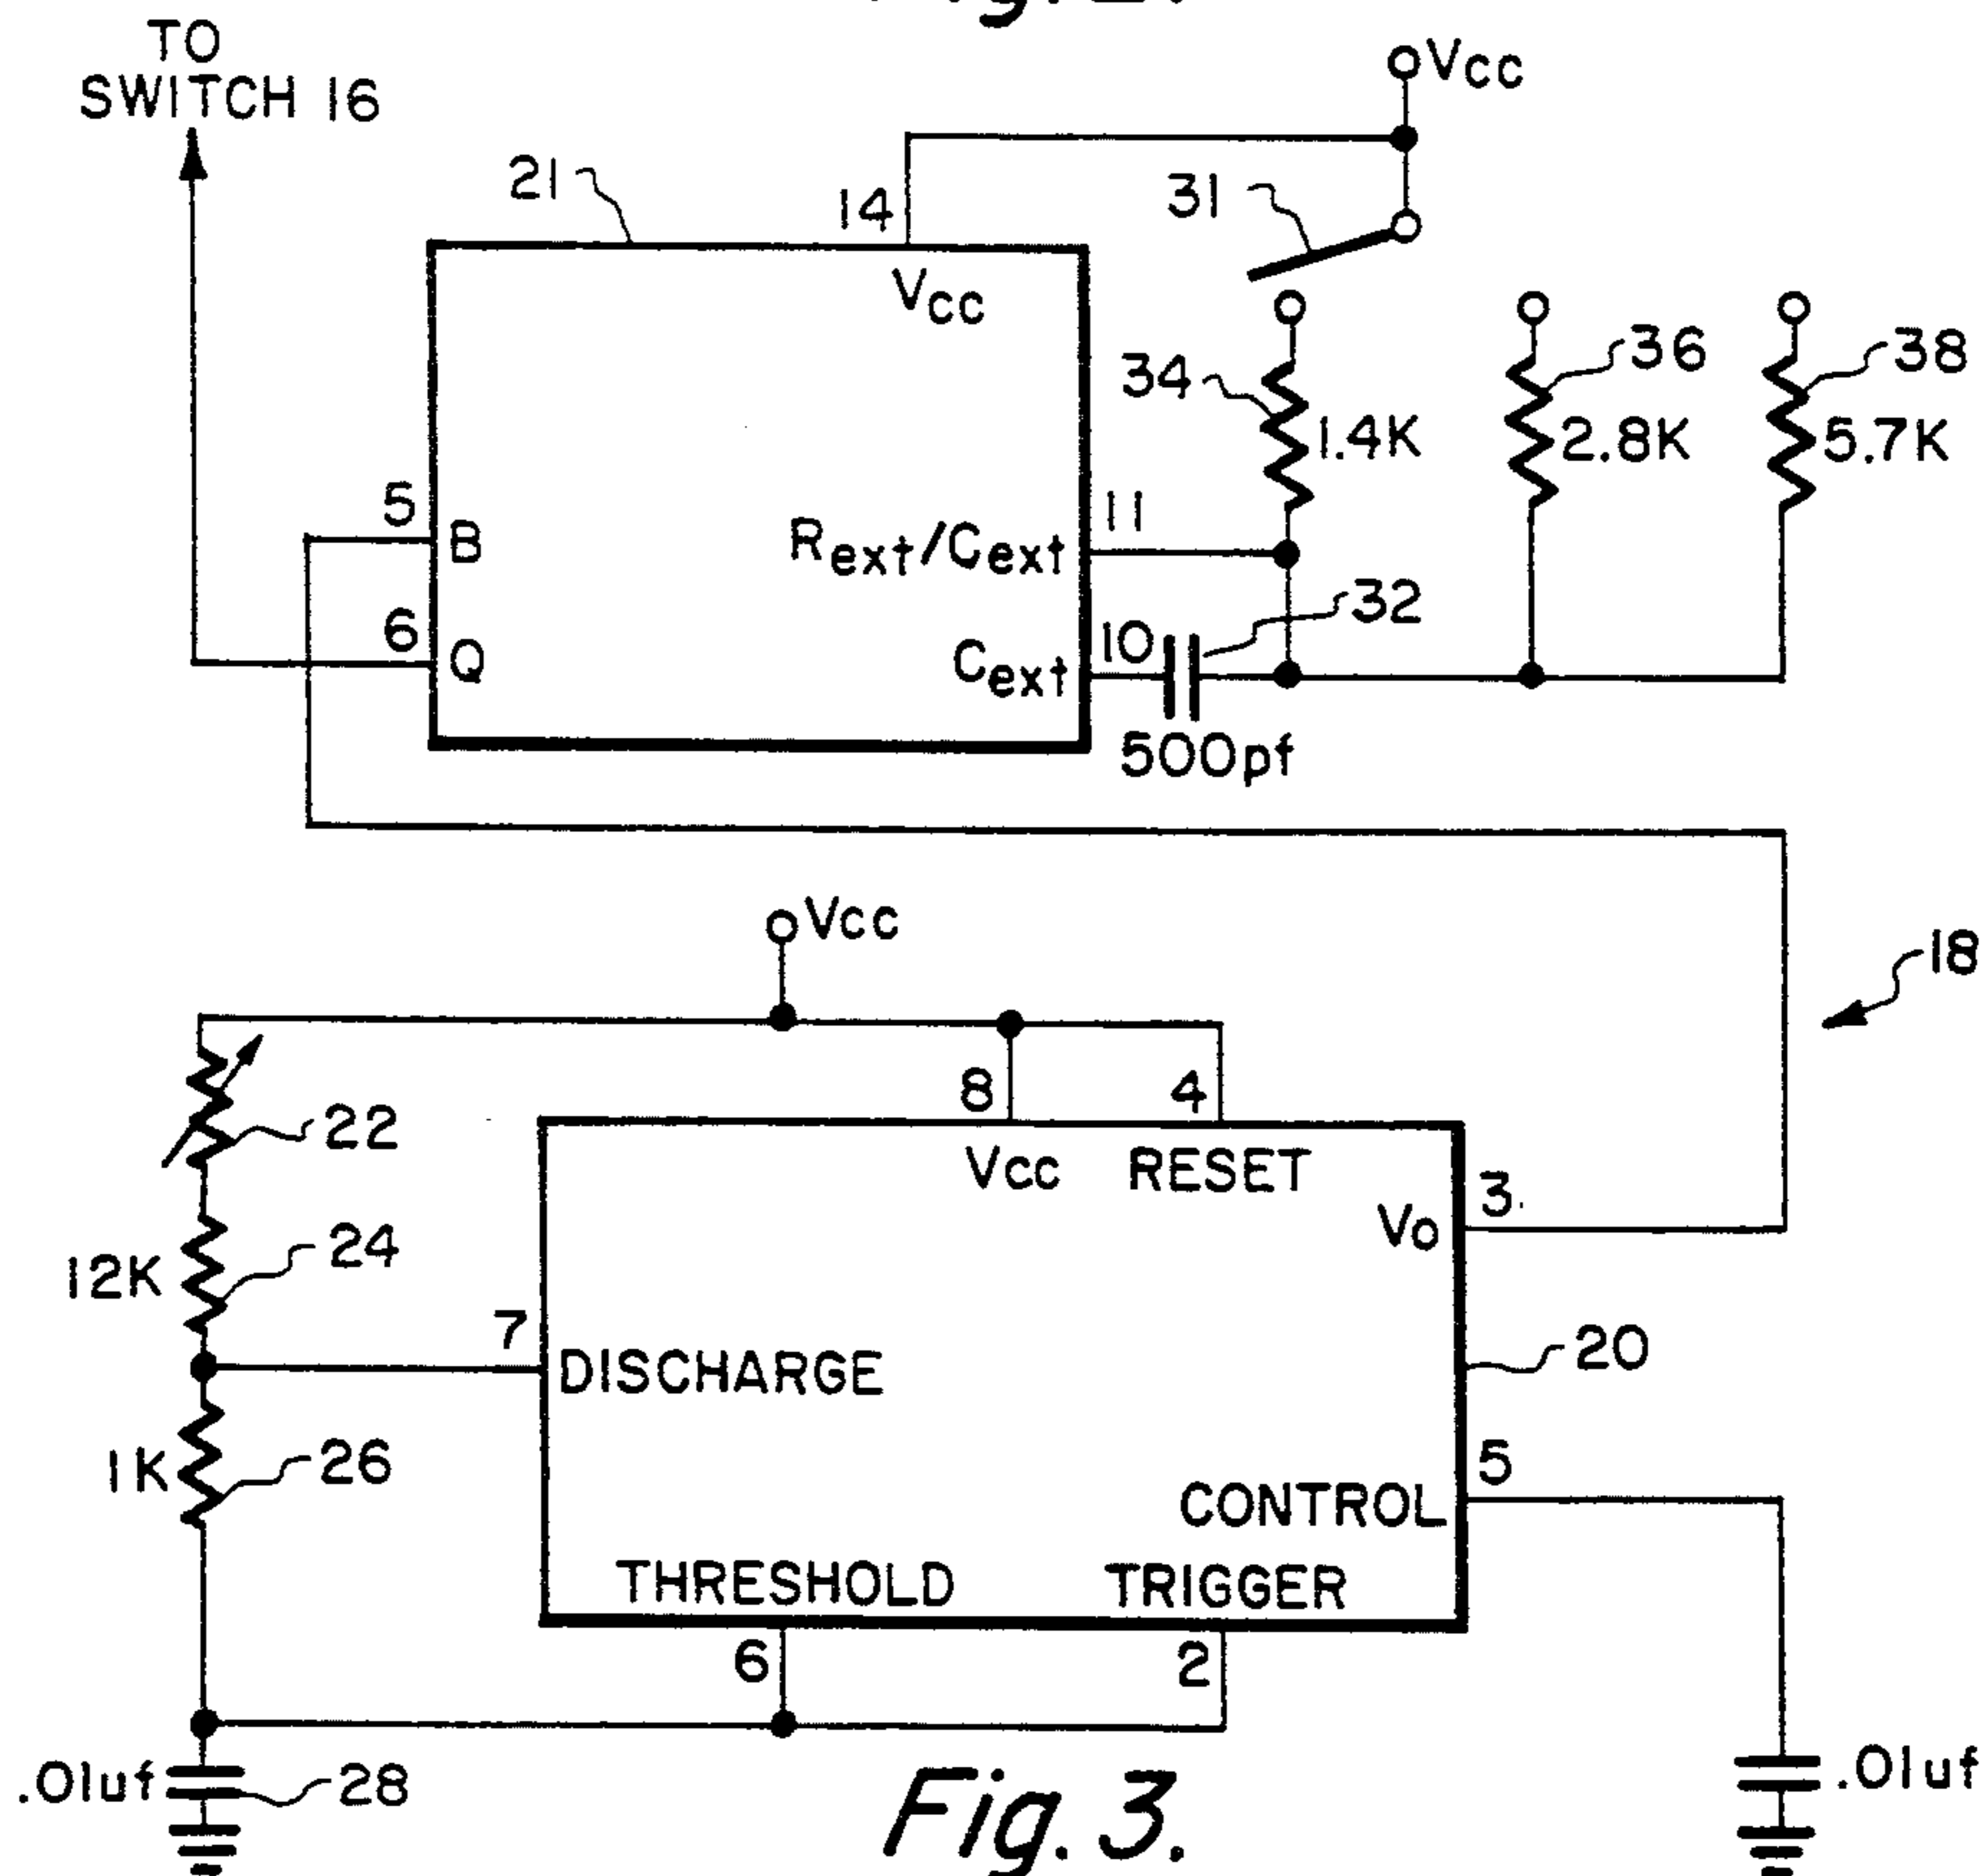 TO
SWITCH 16
Vcc
21
14
31
Vcc
34
1.4K
36
2.8K
38
5.7K
5
B
Rext/Cext
11
6
Q
Cext
10
32
500pf
Vcc
18
8
4
22
Vcc
RESET
3
Vo
12K
24
7
DISCHARGE
20
1K
26
5
CONTROL
THRESHOLD
TRIGGER
6
2
.01uf
28
.01uf
Fig. 3.